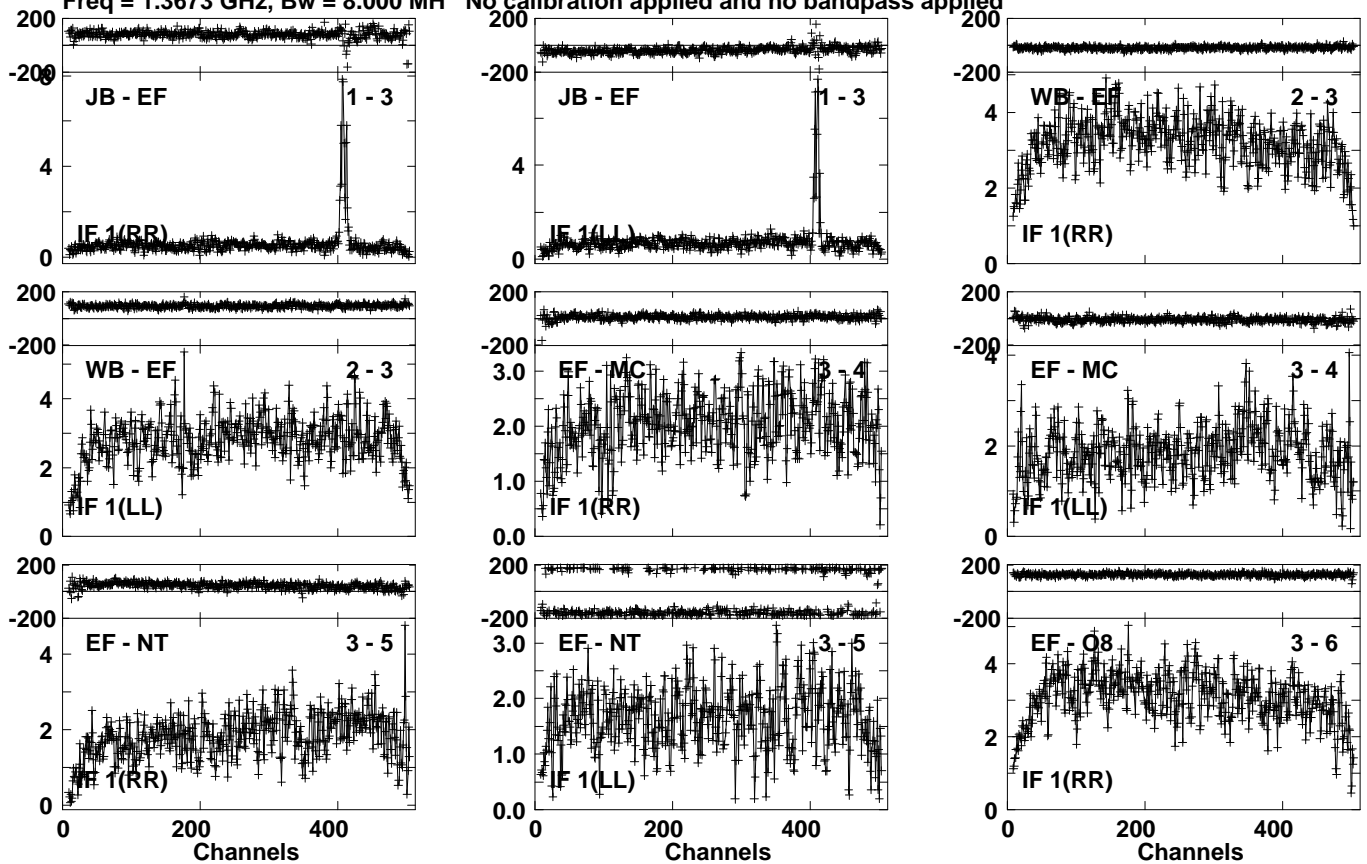 Freq = 1.3673 GHz, Bw = 8.000 MH No calibration applied and no bandpass applied
200
-200
8
4
0
JB - EF 1 - 3
IF 1(RR)
200
-200
4
0
JB - EF 1 - 3
IF 1(LL)
200
-200
4
2
0
WB - EF 2 - 3
IF 1(RR)
200
-200
4
2
0
WB - EF 2 - 3
IF 1(LL)
200
-200
3.0
2.0
1.0
0.0
EF - MC 3 - 4
IF 1(RR)
200
-200
4
2
0
EF - MC 3 - 4
IF 1(LL)
200
-200
4
2
0
EF - NT 3 - 5
IF 1(RR)
0 200 400
Channels
200
-200
3.0
2.0
1.0
0.0
EF - NT 3 - 5
IF 1(LL)
0 200 400
Channels
200
-200
4
2
0
EF - O8 3 - 6
IF 1(RR)
0 200 400
Channels